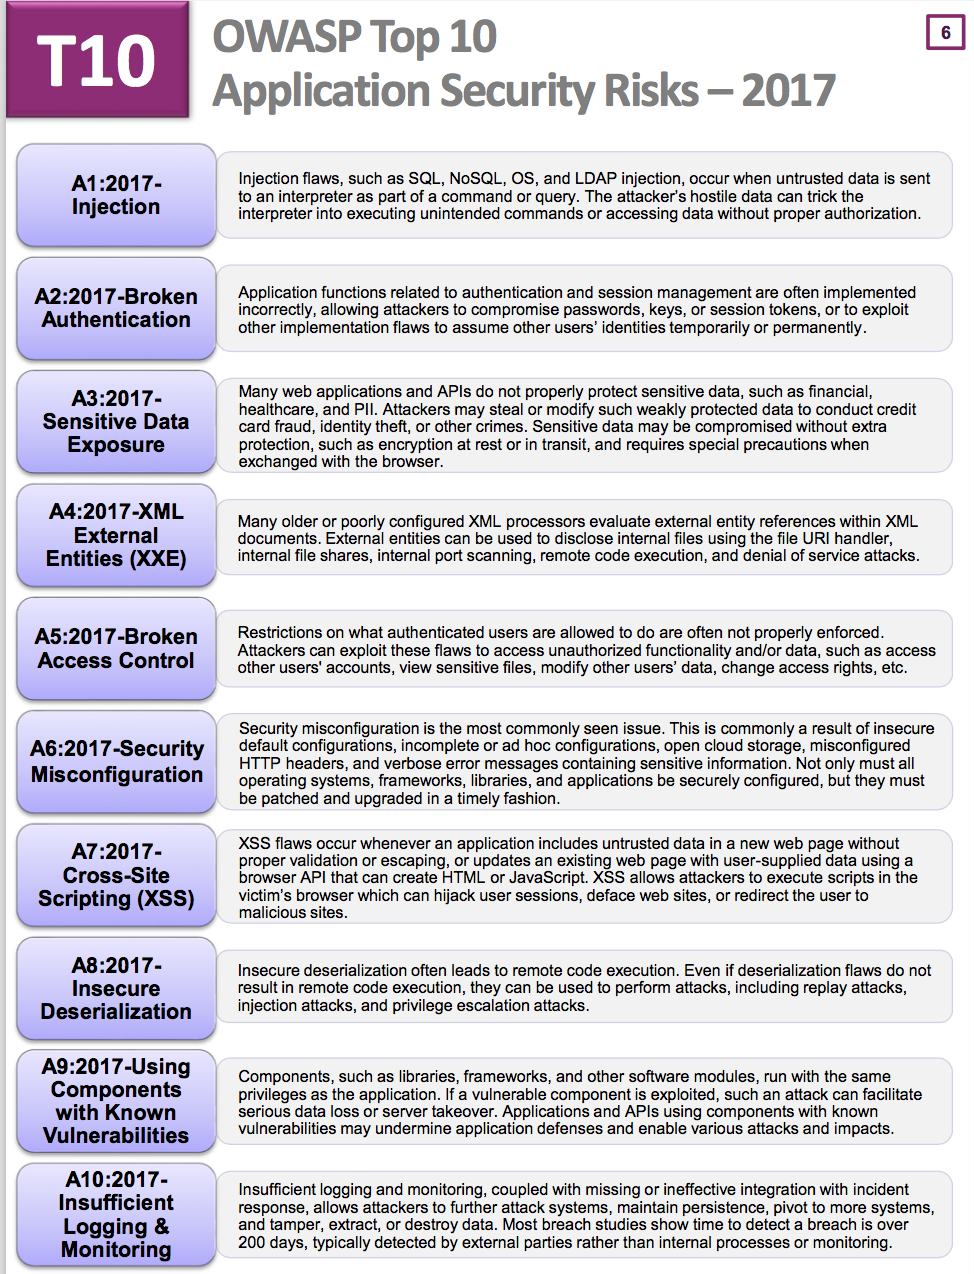 T10
OWASP Top 10
Application Security Risks – 2017
6
A1:2017-
Injection
Injection flaws, such as SQL, NoSQL, OS, and LDAP injection, occur when untrusted data is sent
to an interpreter as part of a command or query. The attacker's hostile data can trick the
interpreter into executing unintended commands or accessing data without proper authorization.
A2:2017-Broken
Authentication
Application functions related to authentication and session management are often implemented
incorrectly, allowing attackers to compromise passwords, keys, or session tokens, or to exploit
other implementation flaws to assume other users’ identities temporarily or permanently.
A3:2017-
Sensitive Data
Exposure
Many web applications and APIs do not properly protect sensitive data, such as financial,
healthcare, and PII. Attackers may steal or modify such weakly protected data to conduct credit
card fraud, identity theft, or other crimes. Sensitive data may be compromised without extra
protection, such as encryption at rest or in transit, and requires special precautions when
exchanged with the browser.
A4:2017-XML
External
Entities (XXE)
Many older or poorly configured XML processors evaluate external entity references within XML
documents. External entities can be used to disclose internal files using the file URI handler,
internal file shares, internal port scanning, remote code execution, and denial of service attacks.
A5:2017-Broken
Access Control
Restrictions on what authenticated users are allowed to do are often not properly enforced.
Attackers can exploit these flaws to access unauthorized functionality and/or data, such as access
other users' accounts, view sensitive files, modify other users’ data, change access rights, etc.
A6:2017-Security
Misconfiguration
Security misconfiguration is the most commonly seen issue. This is commonly a result of insecure
default configurations, incomplete or ad hoc configurations, open cloud storage, misconfigured
HTTP headers, and verbose error messages containing sensitive information. Not only must all
operating systems, frameworks, libraries, and applications be securely configured, but they must
be patched and upgraded in a timely fashion.
A7:2017-
Cross-Site
Scripting (XSS)
XSS flaws occur whenever an application includes untrusted data in a new web page without
proper validation or escaping, or updates an existing web page with user-supplied data using a
browser API that can create HTML or JavaScript. XSS allows attackers to execute scripts in the
victim’s browser which can hijack user sessions, deface web sites, or redirect the user to
malicious sites.
A8:2017-
Insecure
Deserialization
Insecure deserialization often leads to remote code execution. Even if deserialization flaws do not
result in remote code execution, they can be used to perform attacks, including replay attacks,
injection attacks, and privilege escalation attacks.
A9:2017-Using
Components
with Known
Vulnerabilities
Components, such as libraries, frameworks, and other software modules, run with the same
privileges as the application. If a vulnerable component is exploited, such an attack can facilitate
serious data loss or server takeover. Applications and APIs using components with known
vulnerabilities may undermine application defenses and enable various attacks and impacts.
A10:2017-
Insufficient
Logging &
Monitoring
Insufficient logging and monitoring, coupled with missing or ineffective integration with incident
response, allows attackers to further attack systems, maintain persistence, pivot to more systems,
and tamper, extract, or destroy data. Most breach studies show time to detect a breach is over
200 days, typically detected by external parties rather than internal processes or monitoring.